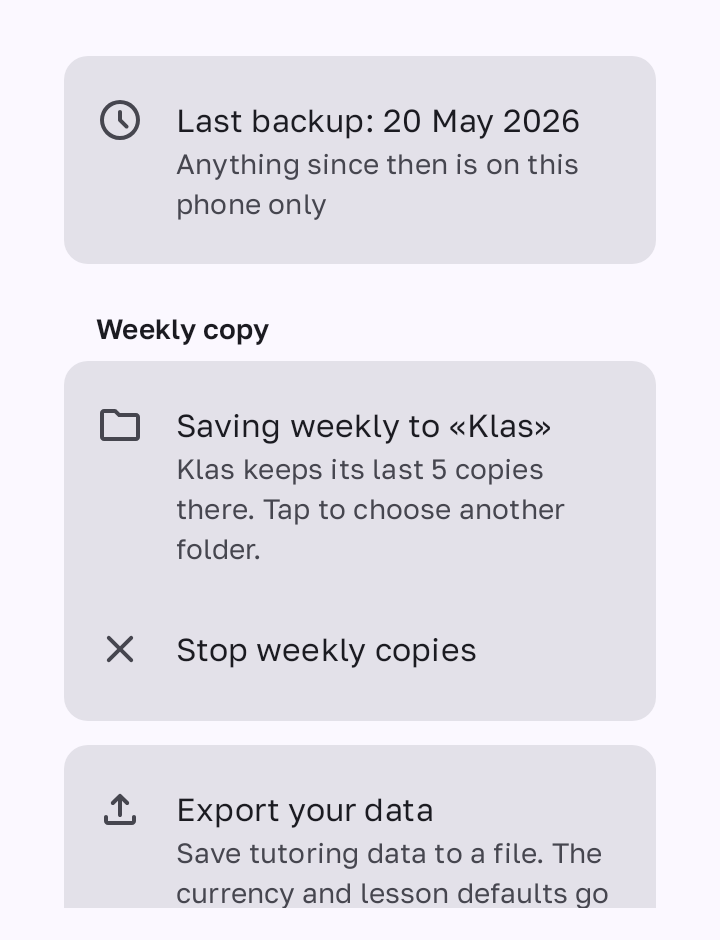 Last backup: 20 May 2026
Anything since then is on this
phone only
Weekly copy
Saving weekly to «Klas»
Klas keeps its last 5 copies
there. Tap to choose another
folder.
Stop weekly copies
Export your data
Save tutoring data to a file. The
currency and lesson defaults go